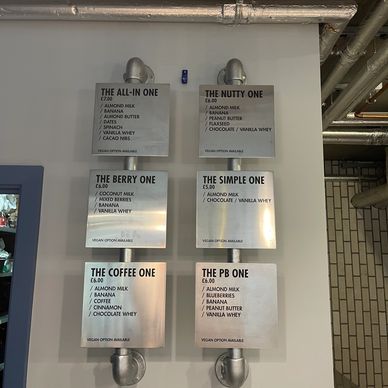 THE ALL-IN ONE
£7.00
/ ALMOND MILK
/ BANANA
/ ALMOND BUTTER
/ DATES
/ SPINACH
/ VANILLA WHEY
/ CACAO NIBS
VEGAN OPTION AVAILABLE
THE BERRY ONE
£6.00
/ COCONUT MILK
/ MIXED BERRIES
/ BANANA
/ VANILLA WHEY
VEGAN OPTION AVAILABLE
THE COFFEE ONE
£6.00
/ ALMOND MILK
/ BANANA
/ COFFEE
/ CINNAMON
/ CHOCOLATE WHEY
VEGAN OPTION AVAILABLE
THE NUTTY ONE
£6.00
/ ALMOND MILK
/ BANANA
/ PEANUT BUTTER
/ FLAXSEED
/ CHOCOLATE / VANILLA WHEY
VEGAN OPTION AVAILABLE
THE SIMPLE ONE
£5.00
/ ALMOND MILK
/ CHOCOLATE / VANILLA WHEY
VEGAN OPTION AVAILABLE
THE PB ONE
£6.00
/ ALMOND MILK
/ BLUEBERRIES
/ BANANA
/ PEANUT BUTTER
/ VANILLA WHEY
VEGAN OPTION AVAILABLE